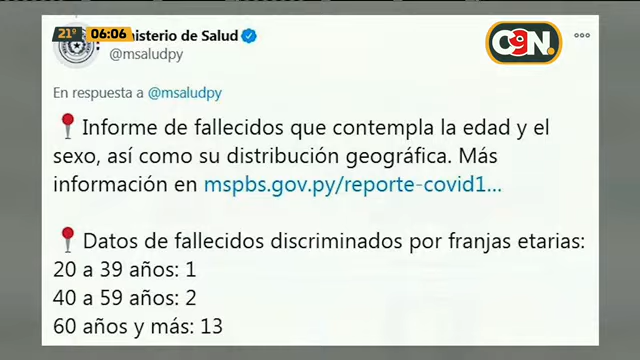 21° 06:06
nisterio de Salud
@msaludpy
C9N.
En respuesta a @msaludpy
Informe de fallecidos que contempla la edad y el
sexo, así como su distribución geográfica. Más
información en mspbs.gov.py/reporte-covid1...
Datos de fallecidos discriminados por franjas etarias:
20 a 39 años: 1
40 a 59 años: 2
60 años y más: 13